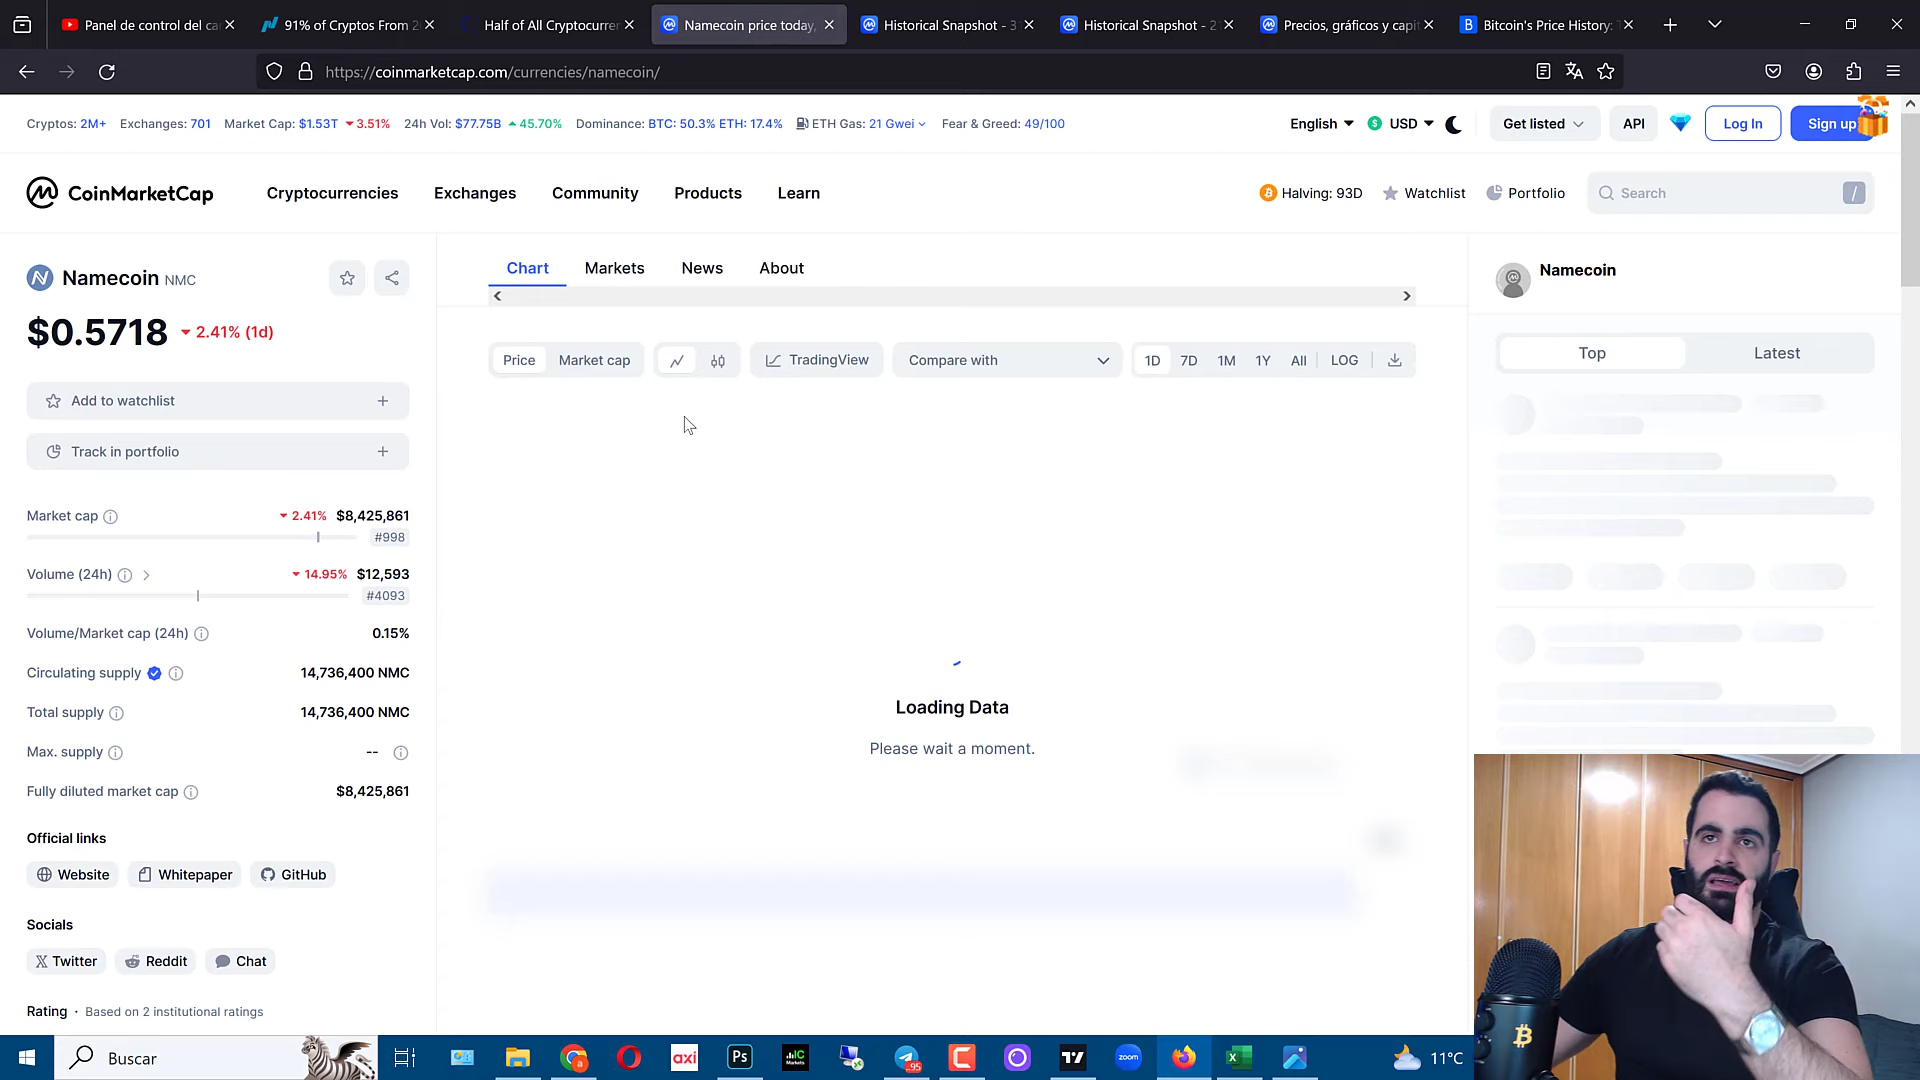 Panel de control del ca
91% of Cryptos From 2
Half of All Cryptocurre
Namecoin price today,
Historical Snapshot - 3
Historical Snapshot - 2
Precios, gráficos y capit
Bitcoin's Price History:
https://coinmarketcap.com/currencies/namecoin/
Cryptos: 2M+ Exchanges: 701 Market Cap: $1.53T 3.51% 24h Vol: $77.75B 45.70% Dominance: BTC: 50.3% ETH: 17.4% ETH Gas: 21 Gwei Fear & Greed: 49/100
English USD Get listed API Log In Sign up
CoinMarketCap Cryptocurrencies Exchanges Community Products Learn
Halving: 93D Watchlist Portfolio Search /
Namecoin NMC
$0.5718 2.41% (1d)
Add to watchlist +
Track in portfolio +
Market cap 2.41% $8,425,861
#998
Volume (24h) 14.95% $12,593
#4093
Volume/Market cap (24h) 0.15%
Circulating supply 14,736,400 NMC
Total supply 14,736,400 NMC
Max. supply --
Fully diluted market cap $8,425,861
Official links
Website Whitepaper GitHub
Socials
Twitter Reddit Chat
Rating · Based on 2 institutional ratings
Chart Markets News About
Price Market cap TradingView Compare with 1D 7D 1M 1Y All LOG
Loading Data
Please wait a moment.
Namecoin
Top Latest
Buscar
axi
Ps
IC
Markets
95
zoom
11°C